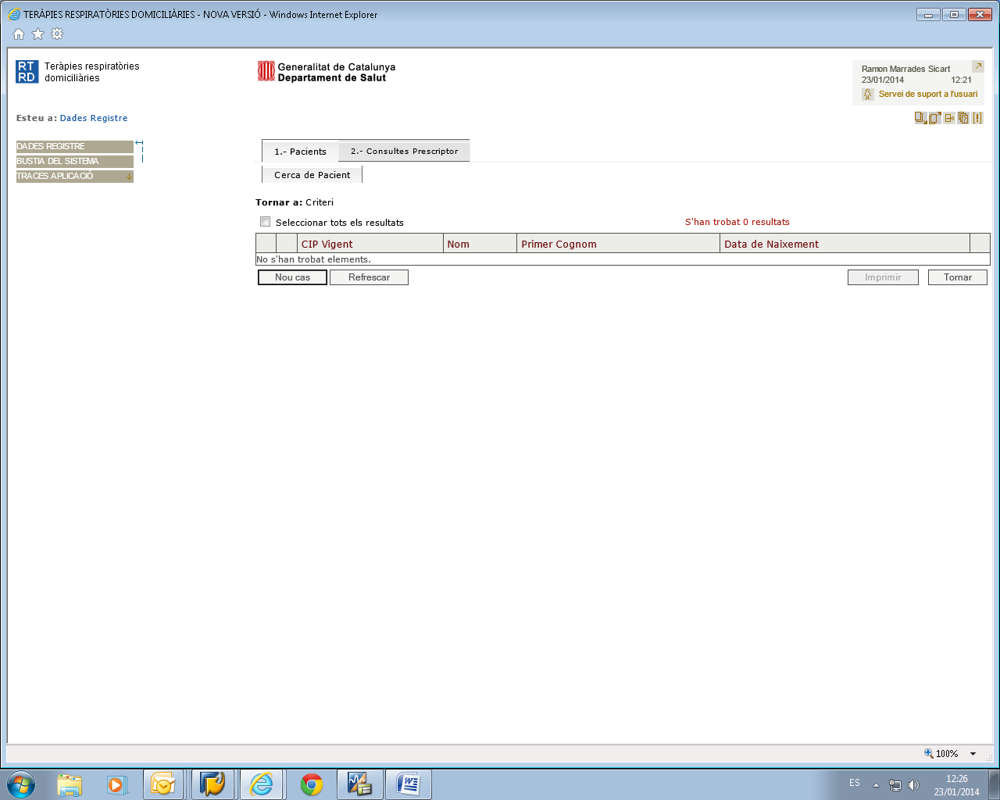 TERÀPIES RESPIRATÒRIES DOMICILIÀRIES - NOVA VERSIÓ - Windows Internet Explorer
RT
RD
Teràpies respiratòries
domiciliàries
Generalitat de Catalunya
Departament de Salut
Ramon Marrades Sicart
23/01/2014 12:21
Servei de suport a l'usuari
Esteu a: Dades Registre
DADES REGISTRE
BUSTIA DEL SISTEMA
TRACES APLICACIÓ
1.- Pacients 2.- Consultes Prescriptor
Cerca de Pacient
Tornar a: Criteri
Seleccionar tots els resultats S'han trobat 0 resultats
CIP Vigent Nom Primer Cognom Data de Naixement
No s'han trobat elements.
Nou cas Refrescar Imprimir Tornar
100%
ES 12:26
23/01/2014